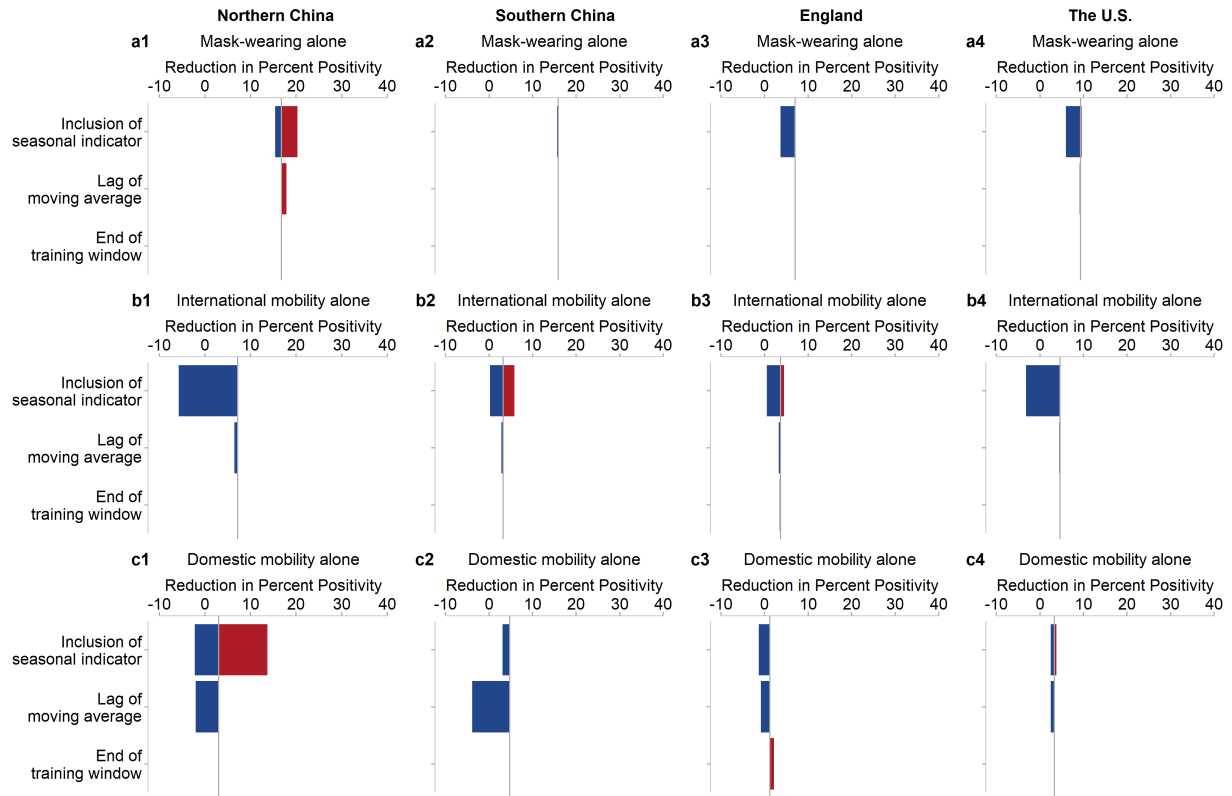 Northern China
Southern China
England
The U.S.
a1 Mask-wearing alone
a2 Mask-wearing alone
a3 Mask-wearing alone
a4 Mask-wearing alone
Reduction in Percent Positivity
Reduction in Percent Positivity
Reduction in Percent Positivity
Reduction in Percent Positivity
-10 0 10 20 30 40
-10 0 10 20 30 40
-10 0 10 20 30 40
-10 0 10 20 30 40
Inclusion of
seasonal indicator
Lag of
moving average
End of
training window
b1 International mobility alone
b2 International mobility alone
b3 International mobility alone
b4 International mobility alone
Reduction in Percent Positivity
Reduction in Percent Positivity
Reduction in Percent Positivity
Reduction in Percent Positivity
-10 0 10 20 30 40
-10 0 10 20 30 40
-10 0 10 20 30 40
-10 0 10 20 30 40
Inclusion of
seasonal indicator
Lag of
moving average
End of
training window
c1 Domestic mobility alone
c2 Domestic mobility alone
c3 Domestic mobility alone
c4 Domestic mobility alone
Reduction in Percent Positivity
Reduction in Percent Positivity
Reduction in Percent Positivity
Reduction in Percent Positivity
-10 0 10 20 30 40
-10 0 10 20 30 40
-10 0 10 20 30 40
-10 0 10 20 30 40
Inclusion of
seasonal indicator
Lag of
moving average
End of
training window